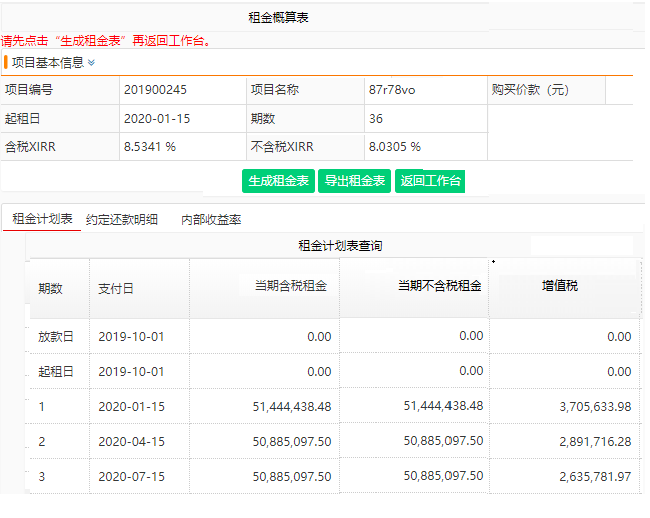 租金概算表
请先点击“生成租金表”再返回工作台。
项目基本信息
项目编号 201900245 项目名称 87r78vo 购买价款（元）
起租日 2020-01-15 期数 36
含税XIRR 8.5341 % 不含税XIRR 8.0305 %
生成租金表 导出租金表 返回工作台
租金计划表 约定还款明细 内部收益率
租金计划表查询
期数 支付日 当期含税租金 当期不含税租金 增值税
放款日 2019-10-01 0.00 0.00 0.00
起租日 2019-10-01 0.00 0.00 0.00
1 2020-01-15 51,444,438.48 51,444,438.48 3,705,633.98
2 2020-04-15 50,885,097.50 50,885,097.50 2,891,716.28
3 2020-07-15 50,885,097.50 50,885,097.50 2,635,781.97